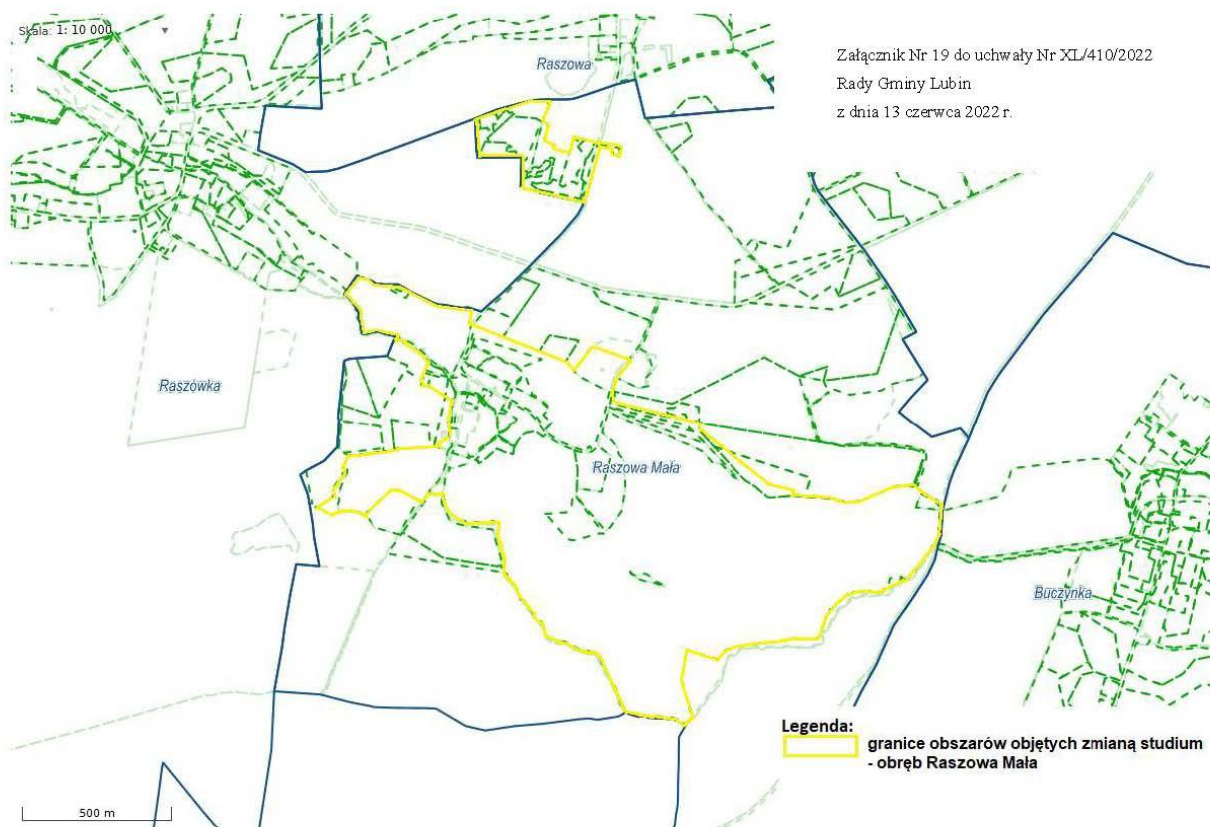 Skala: 1: 10 000
Załącznik Nr 19 do uchwały Nr XL/410/2022
Rady Gminy Lubin
z dnia 13 czerwca 2022 r.
Raszowa
Raszówka
Raszowa Mała
Buczynka
Legenda:
granice obszarów objętych zmianą studium
- obręb Raszowa Mała
500 m